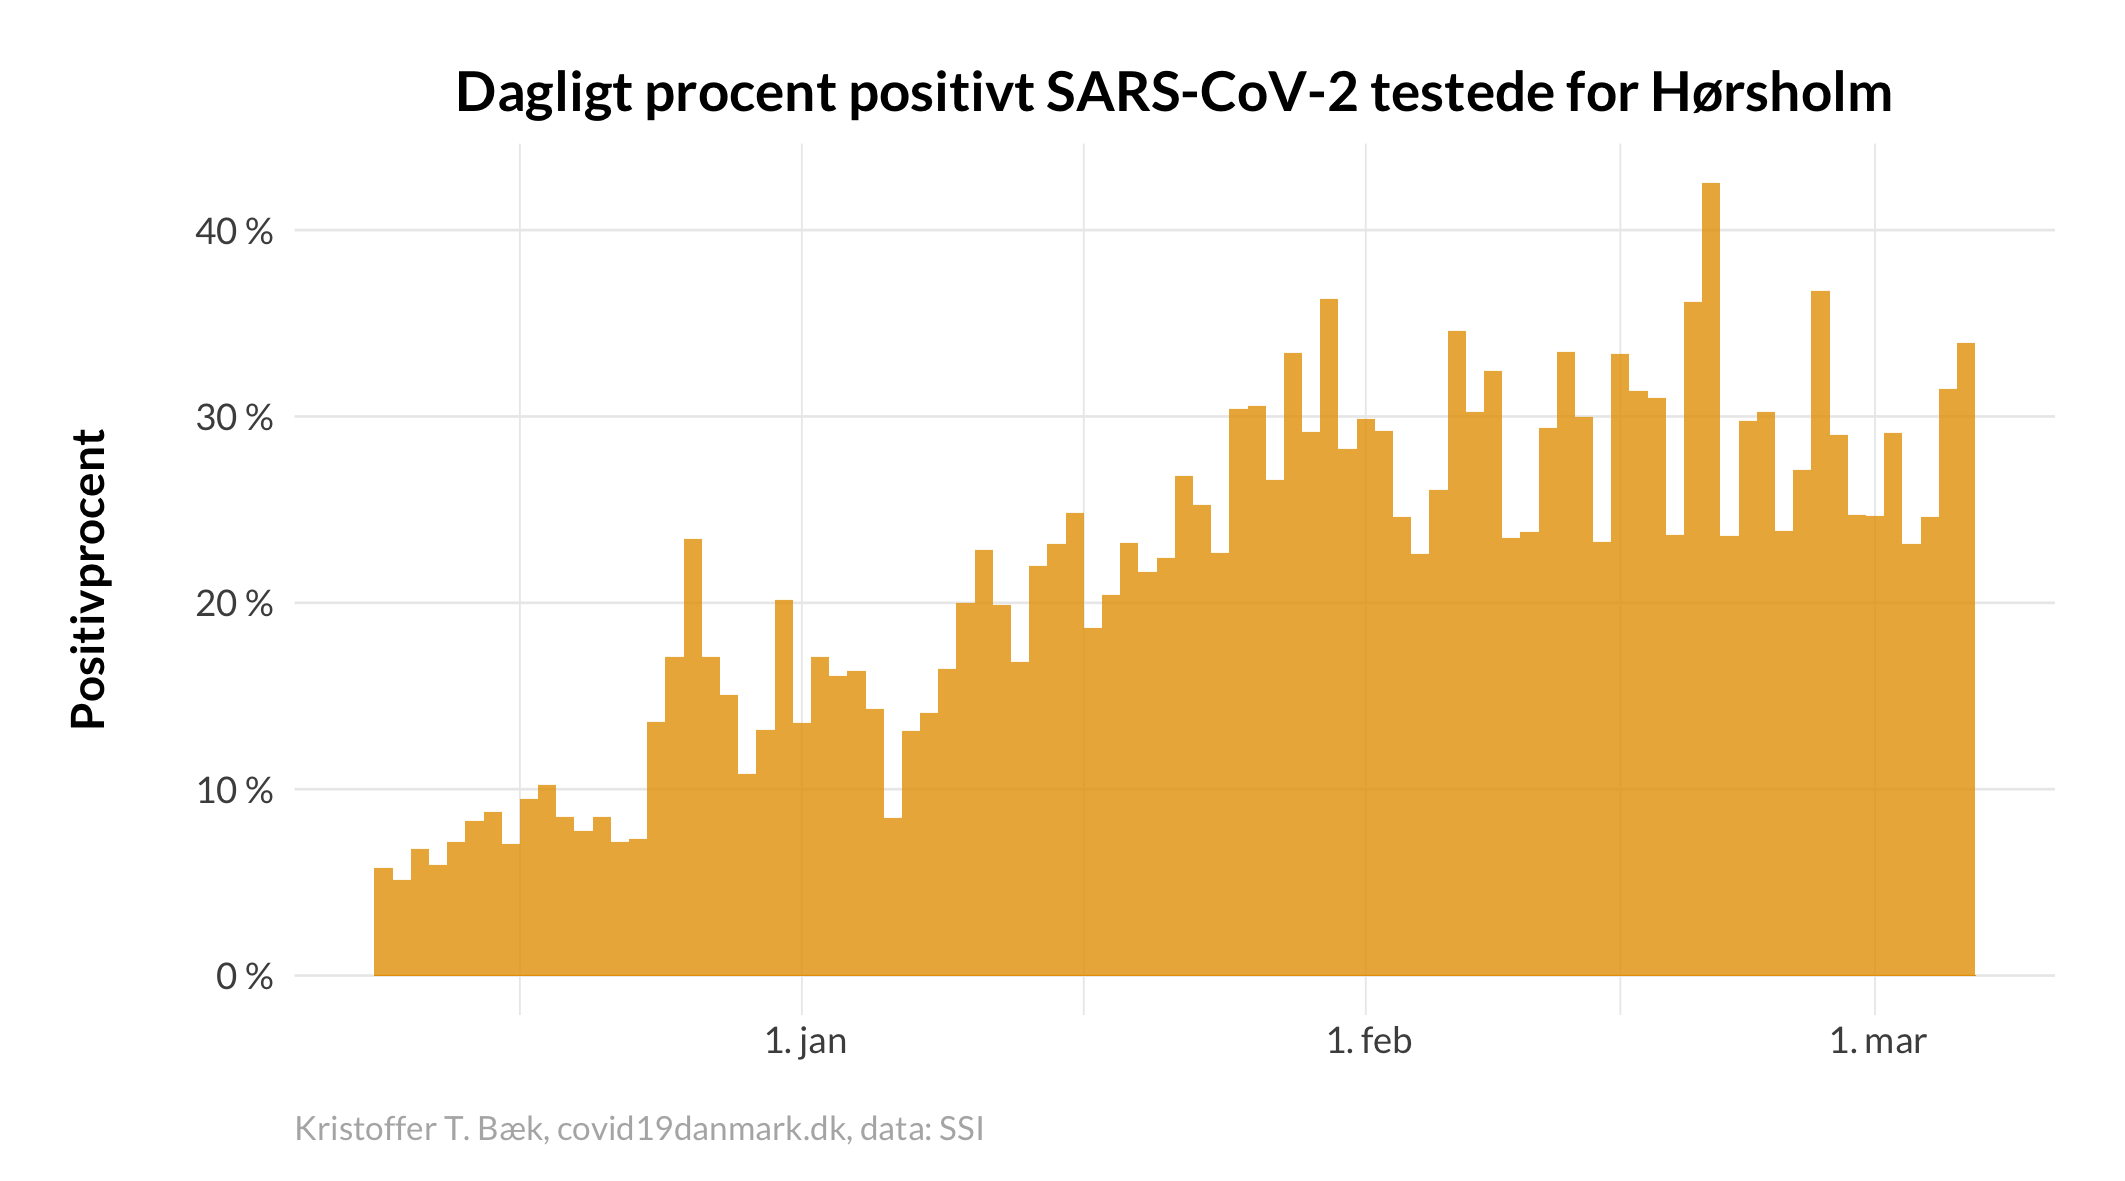 Dagligt procent positivt SARS-CoV-2 testede for Hørsholm
Positivprocent
40 %
30 %
20 %
10 %
0 %
1. jan
1. feb
1. mar
Kristoffer T. Bæk, covid19danmark.dk, data: SSI